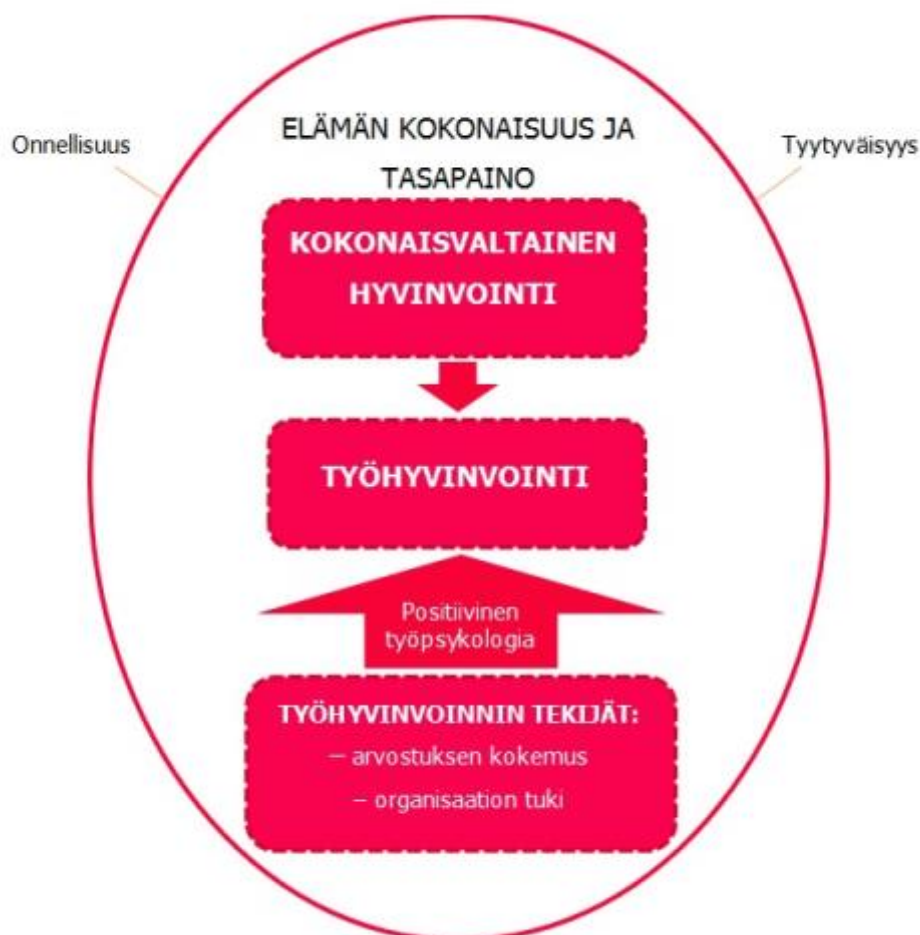 ELÄMÄN KOKONAISUUS JA
TASAPAINO
Onnellisuus
Tyytyväisyys
KOKONAISVALTAINEN
HYVINVOINTI
TYÖHYVINVOINTI
Positiivinen
työpsykologia
TYÖHYVINVOINNIN TEKIJÄT:
– arvostuksen kokemus
– organisaation tuki